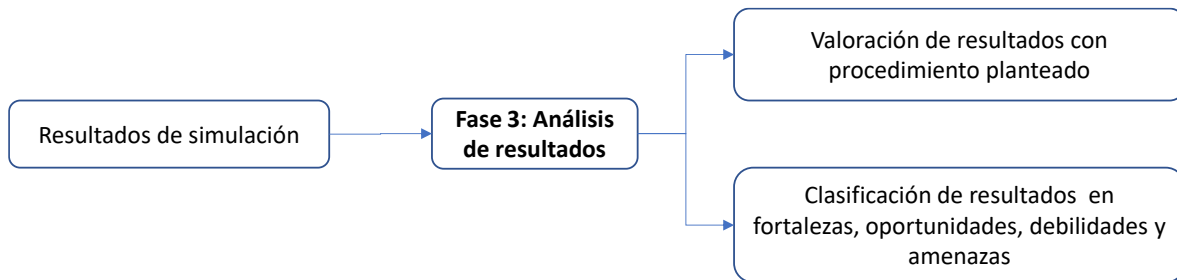 Resultados de simulación
Fase 3: Análisis
de resultados
Valoración de resultados con
procedimiento planteado
Clasificación de resultados en
fortalezas, oportunidades, debilidades y
amenazas